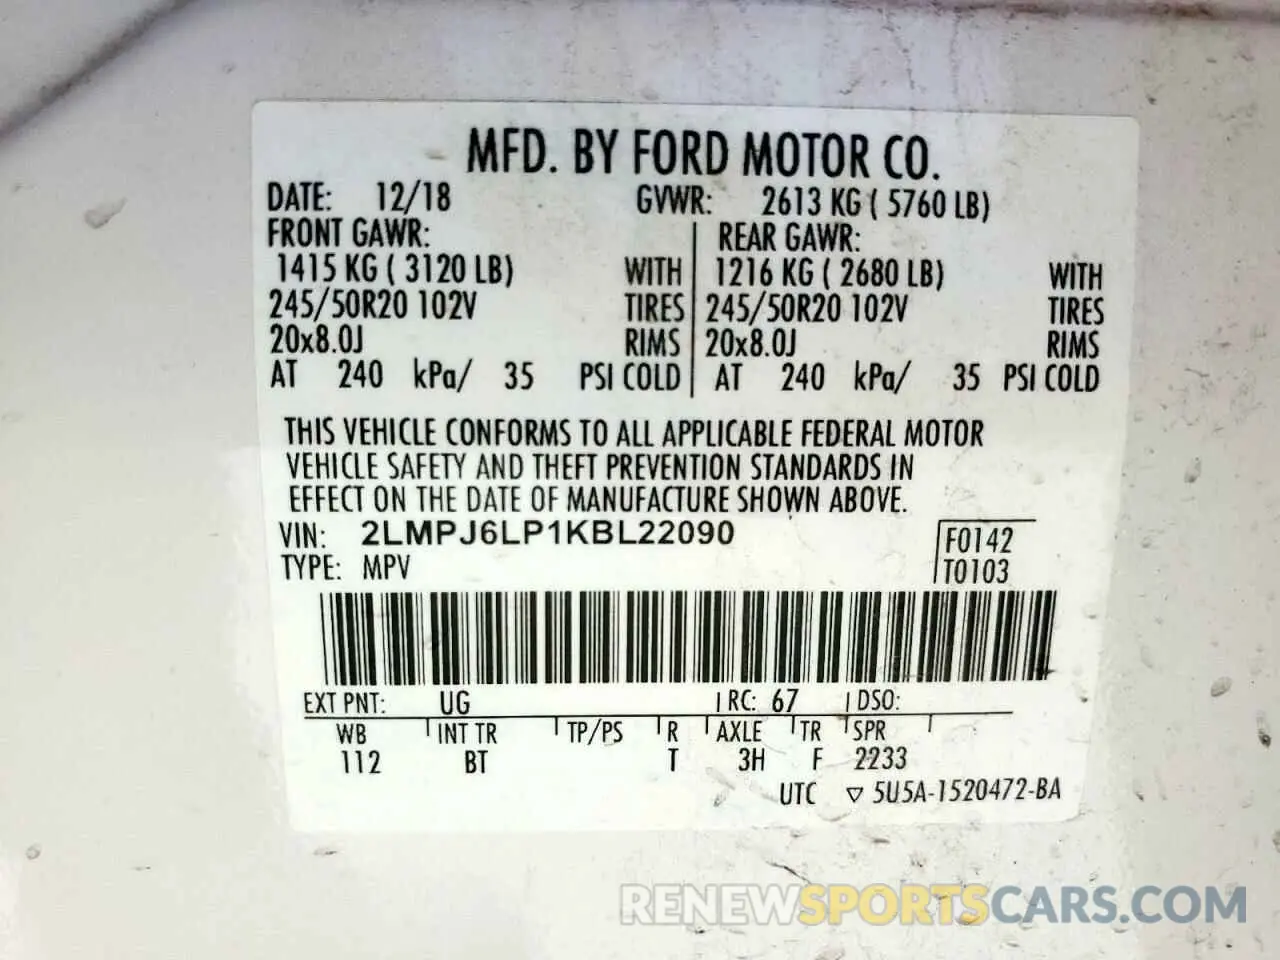 MFD. BY FORD MOTOR CO.
DATE: 12/18 GVWR: 2613 KG ( 5760 LB)
FRONT GAWR: REAR GAWR:
1415 KG ( 3120 LB) WITH 1216 KG ( 2680 LB) WITH
245/50R20 102V TIRES 245/50R20 102V TIRES
20x8.0J RIMS 20x8.0J RIMS
AT 240 kPa/ 35 PSI COLD AT 240 kPa/ 35 PSI COLD
THIS VEHICLE CONFORMS TO ALL APPLICABLE FEDERAL MOTOR
VEHICLE SAFETY AND THEFT PREVENTION STANDARDS IN
EFFECT ON THE DATE OF MANUFACTURE SHOWN ABOVE.
VIN: 2LMPJ6LP1KBL22090 F0142
TYPE: MPV T0103
EXT PNT: UG RC: 67 DSO:
WB INT TR TP/PS R AXLE TR SPR
112 BT T 3H F 2233
UTC ▽ 5U5A-1520472-BA
RENEWSPORTSCARS.COM